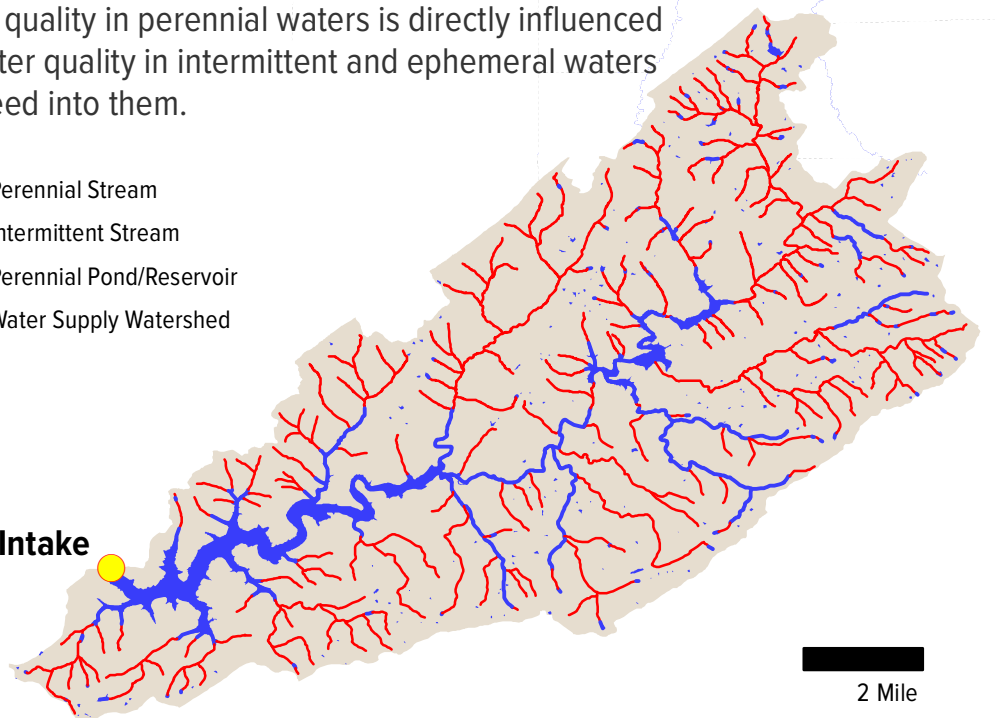 quality in perennial waters is directly influenced
ter quality in intermittent and ephemeral waters
eed into them.
Perennial Stream
ntermittent Stream
Perennial Pond/Reservoir
Water Supply Watershed
Intake
2 Mile